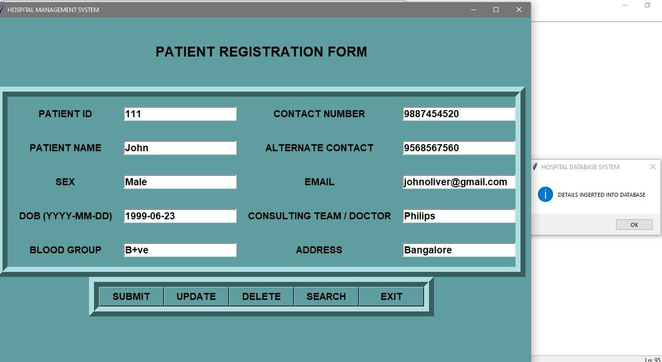 HOSPITAL MANAGEMENT SYSTEM
PATIENT REGISTRATION FORM
PATIENT ID 111 CONTACT NUMBER 9887454520
PATIENT NAME John ALTERNATE CONTACT 9568567560
SEX Male EMAIL johnoliver@gmail.com
DOB (YYYY-MM-DD) 1999-06-23 CONSULTING TEAM / DOCTOR Philips
BLOOD GROUP B+ve ADDRESS Bangalore
SUBMIT UPDATE DELETE SEARCH EXIT
HOSPITAL DATABASE SYSTEM
DETAILS INSERTED INTO DATABASE
OK
Ln: 95